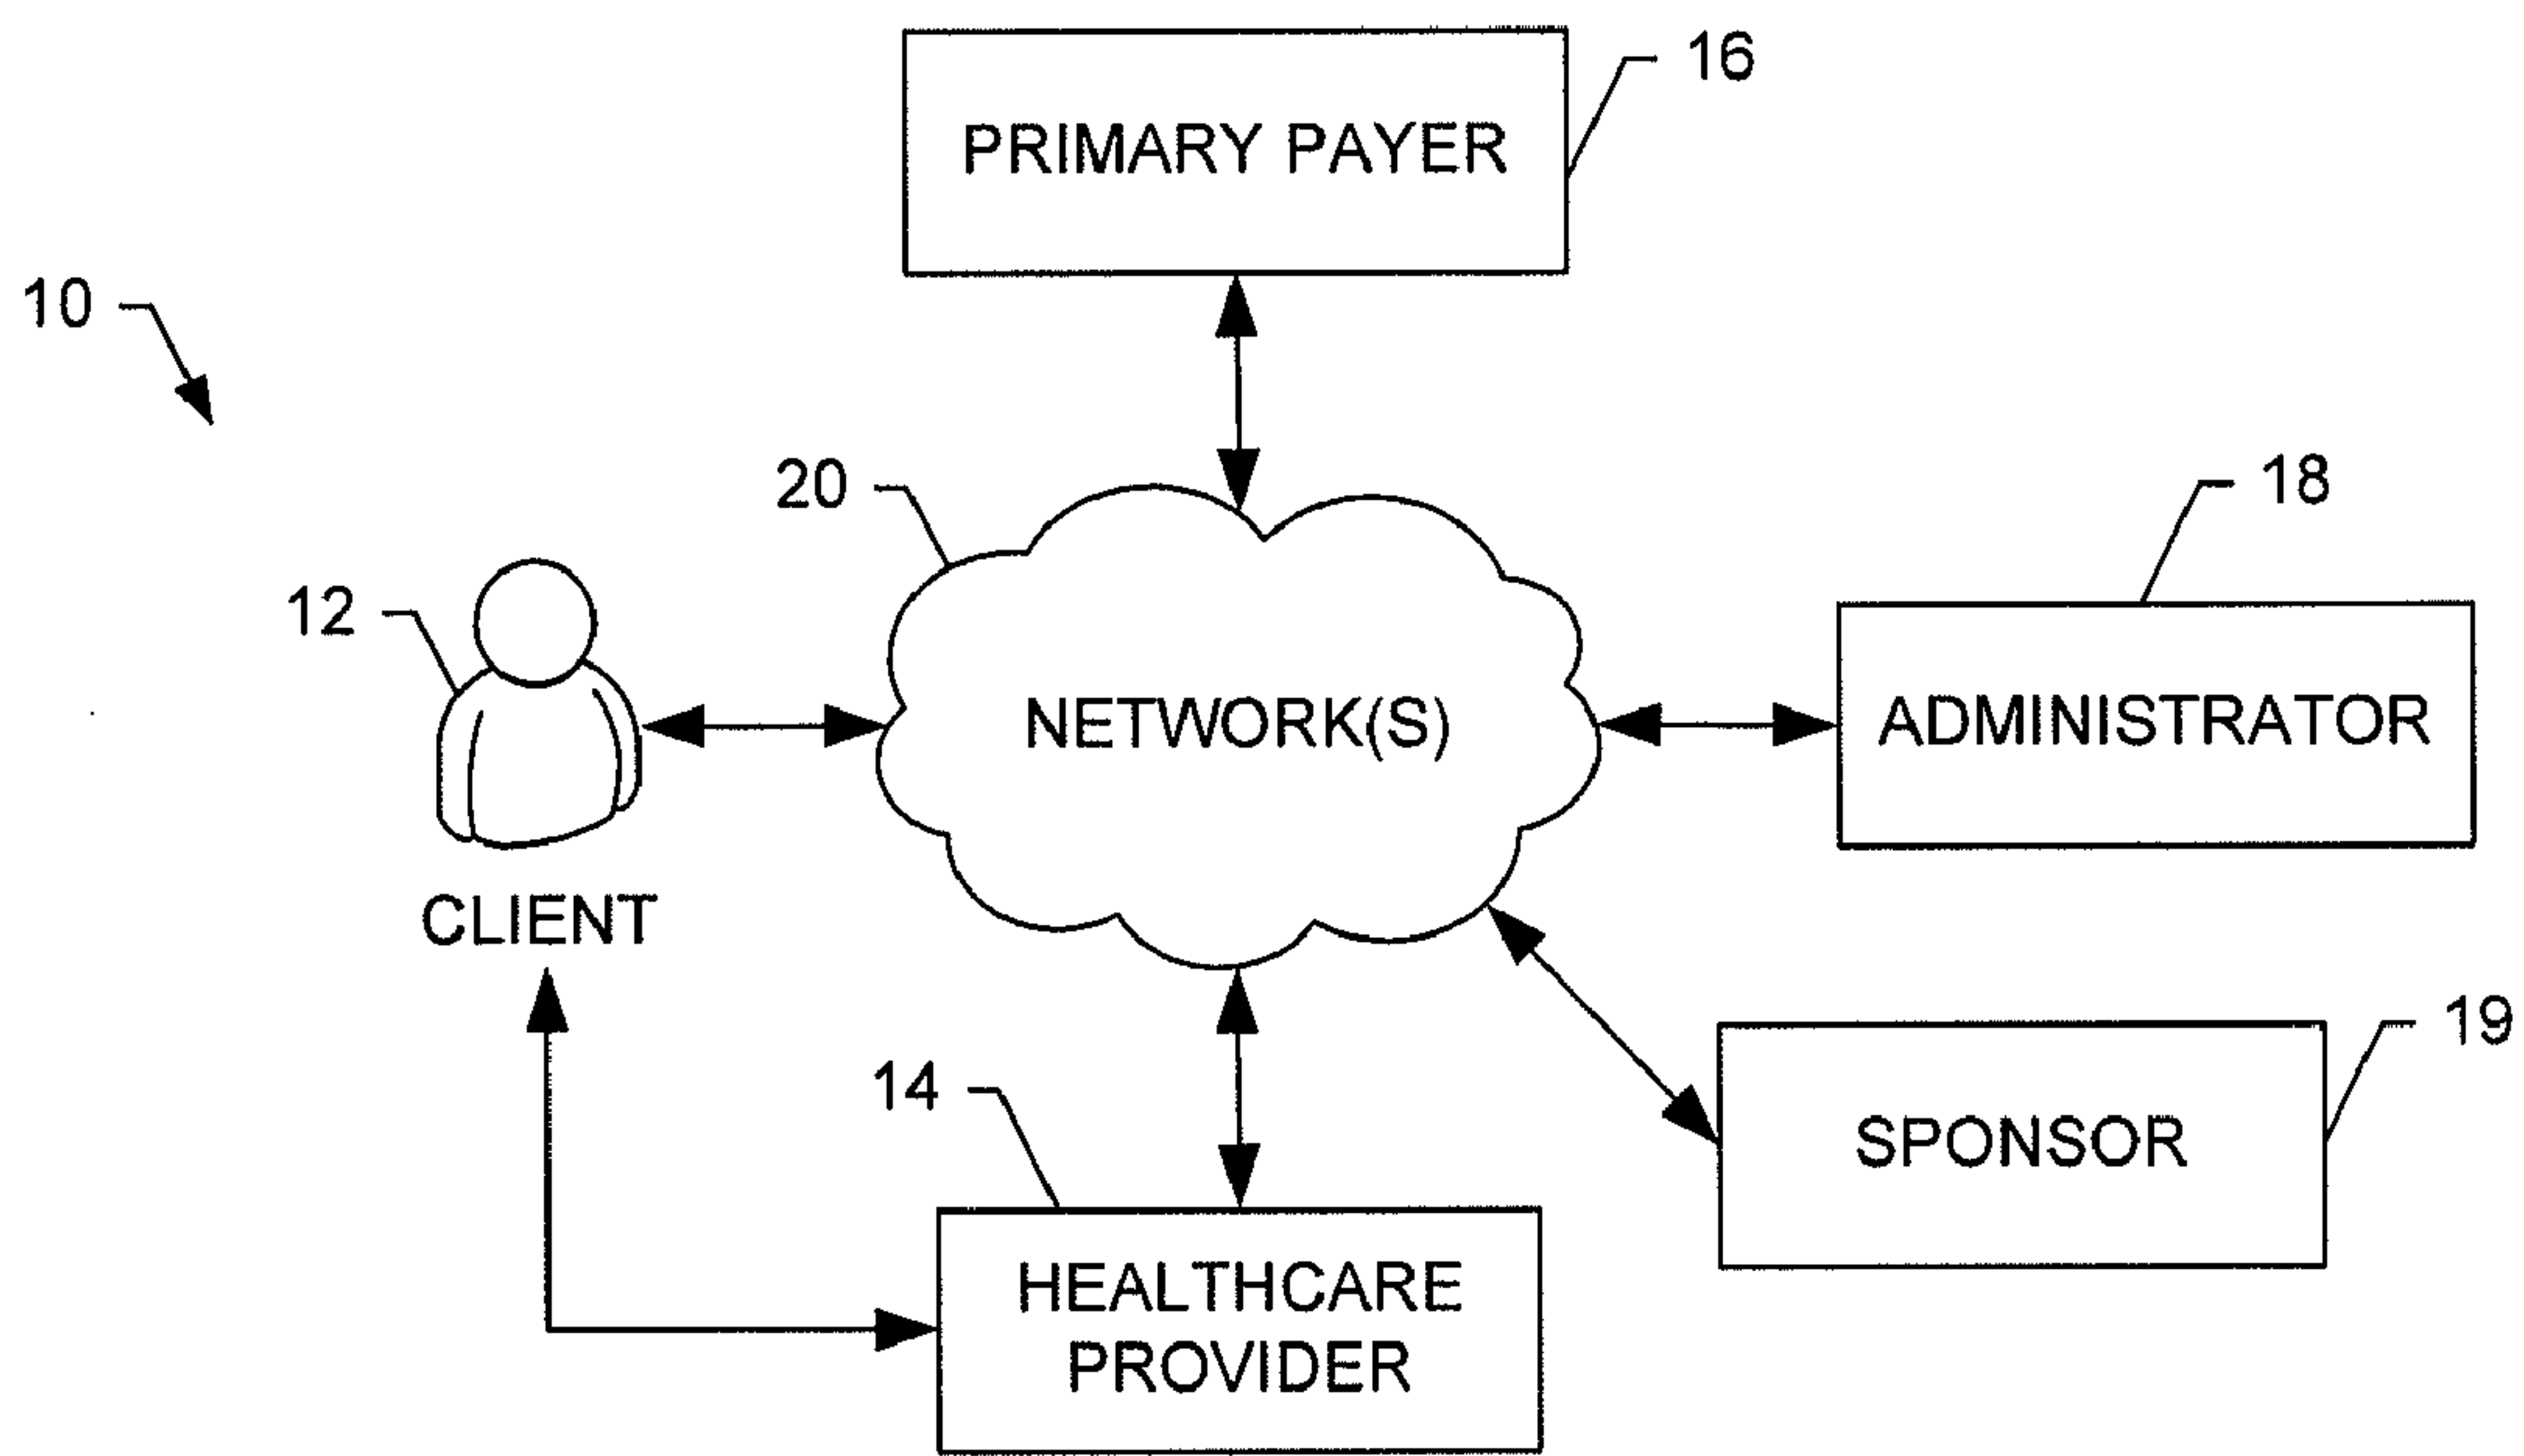 16
PRIMARY PAYER
10
20
18
12
NETWORK(S)
ADMINISTRATOR
CLIENT
19
14
SPONSOR
HEALTHCARE
PROVIDER